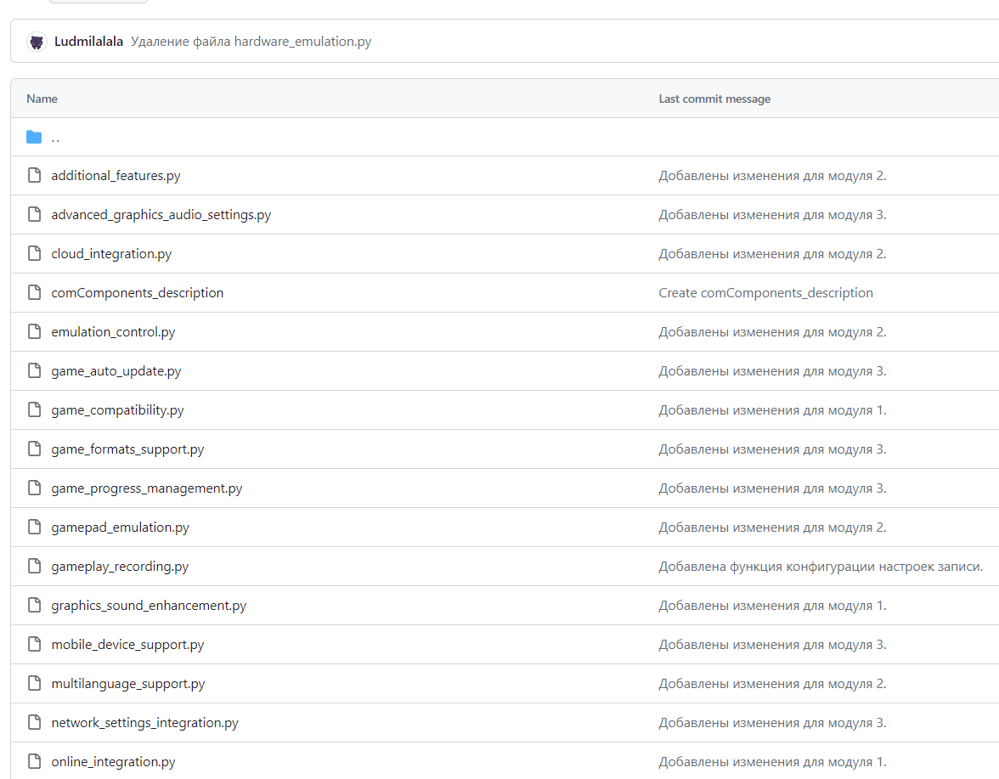 Ludmilalala Удаление файла hardware_emulation.py
Name Last commit message
..
additional_features.py Добавлены изменения для модуля 2.
advanced_graphics_audio_settings.py Добавлены изменения для модуля 3.
cloud_integration.py Добавлены изменения для модуля 2.
comComponents_description Create comComponents_description
emulation_control.py Добавлены изменения для модуля 2.
game_auto_update.py Добавлены изменения для модуля 3.
game_compatibility.py Добавлены изменения для модуля 1.
game_formats_support.py Добавлены изменения для модуля 3.
game_progress_management.py Добавлены изменения для модуля 3.
gamepad_emulation.py Добавлены изменения для модуля 2.
gameplay_recording.py Добавлена функция конфигурации настроек записи.
graphics_sound_enhancement.py Добавлены изменения для модуля 1.
mobile_device_support.py Добавлены изменения для модуля 3.
multilanguage_support.py Добавлены изменения для модуля 2.
network_settings_integration.py Добавлены изменения для модуля 3.
online_integration.py Добавлены изменения для модуля 1.